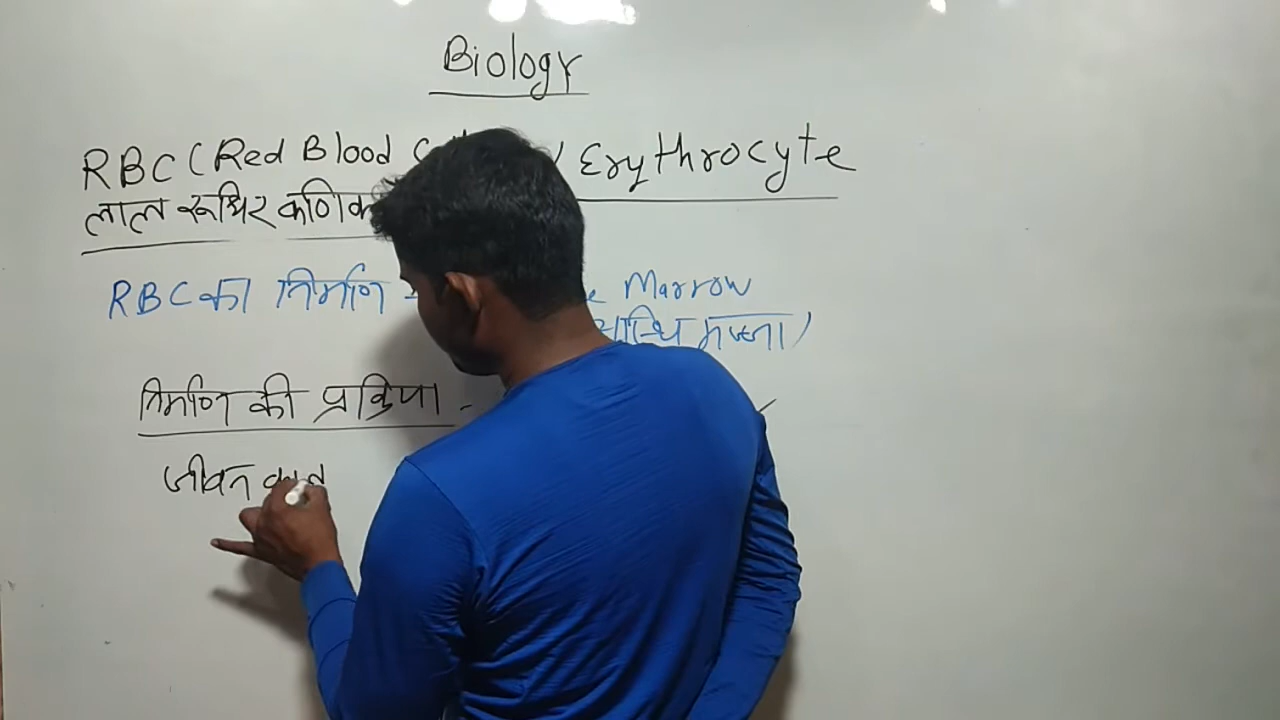 Biology
RBC (Red Blood Erythrocyte
लाल रूधिर कणिक
RBC का निर्माण Marrow
अस्थि मज्जा)
निर्माण की प्रक्रिया -
जीवन काल